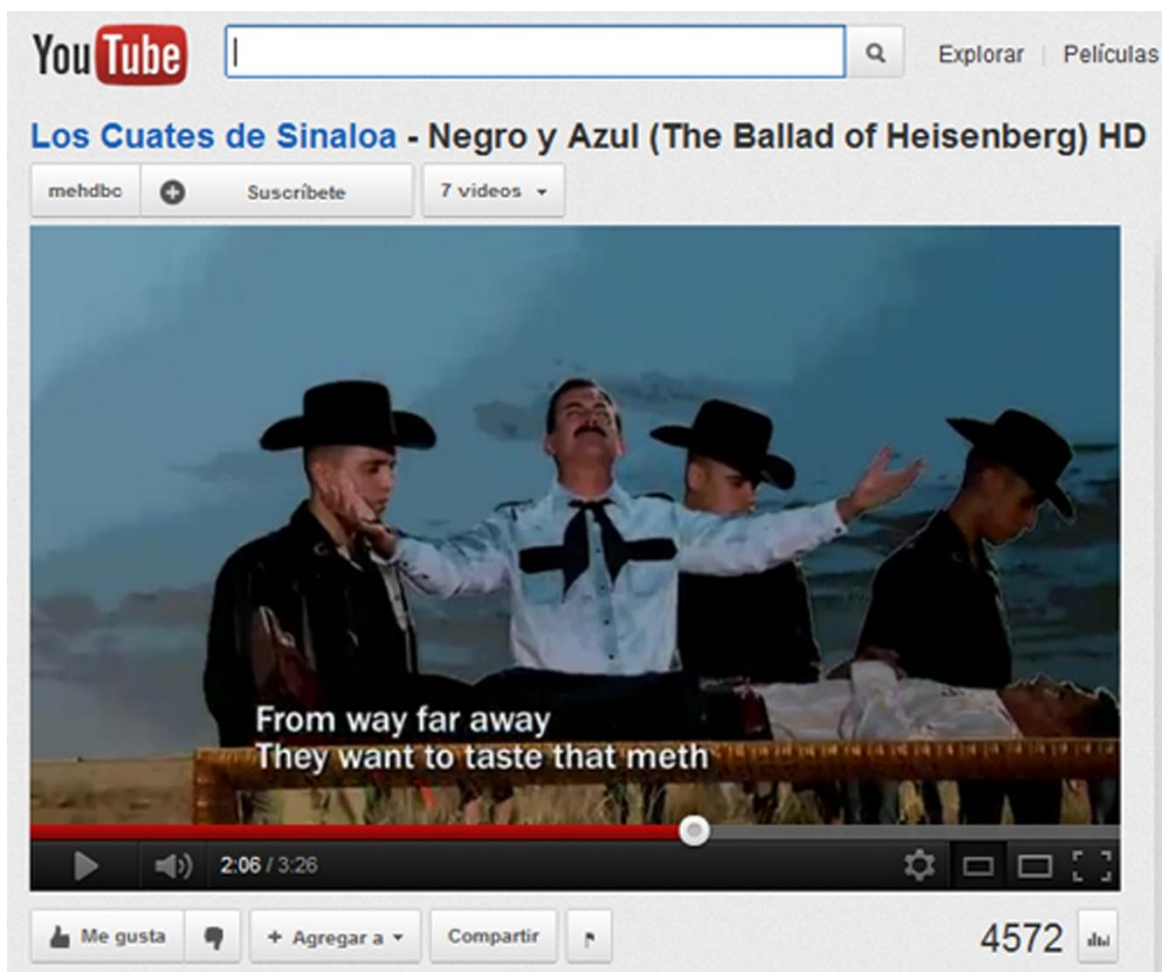 YouTube
Explorar | Películas
Los Cuates de Sinaloa - Negro y Azul (The Ballad of Heisenberg) HD
mehdbc Suscríbete 7 videos
From way far away
They want to taste that meth
2:06 / 3:26
Me gusta + Agregar a Compartir 4572